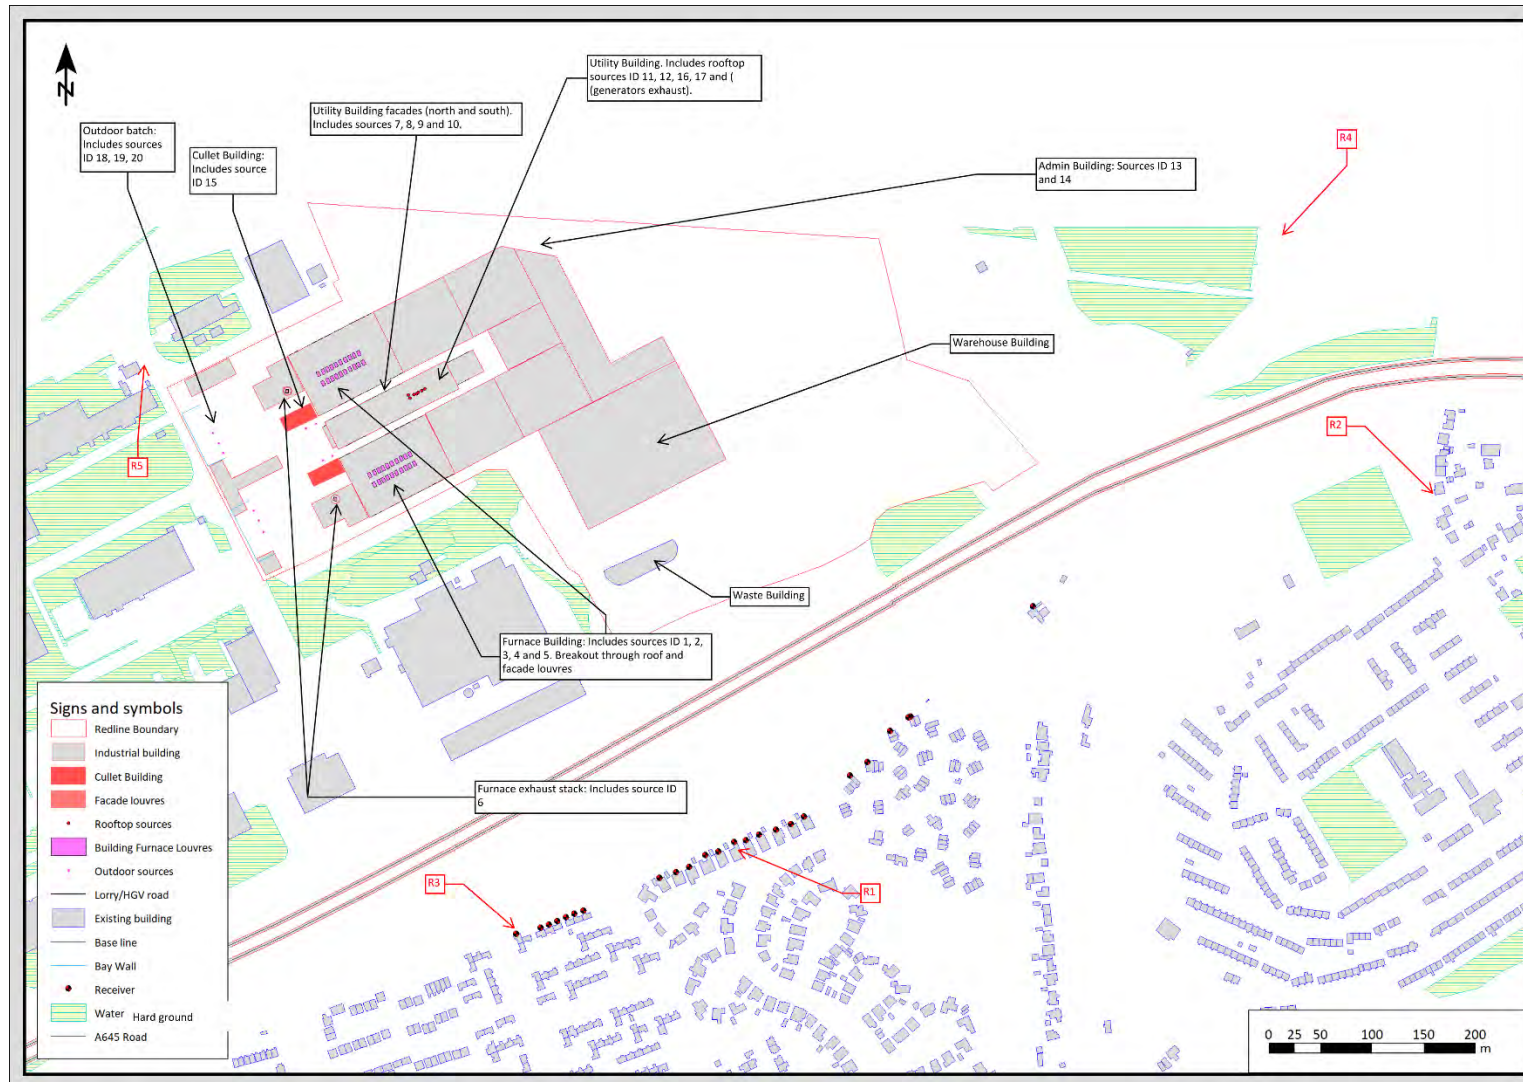 N
Utility Building. Includes rooftop
sources ID 11, 12, 16, 17 and (
(generators exhaust).
Utility Building facades (north and south).
Includes sources 7, 8, 9 and 10.
Outdoor batch:
Includes sources
ID 18, 19, 20
Cullet Building:
Includes source
ID 15
R4
Admin Building: Sources ID 13
and 14
Warehouse Building
R2
R5
Waste Building
Furnace Building: Includes sources ID 1, 2,
3, 4 and 5. Breakout through roof and
facade louvres
Furnace exhaust stack: Includes source ID
6
R3
R1
Signs and symbols
Redline Boundary
Industrial building
Cullet Building
Facade louvres
Rooftop sources
Building Furnace Louvres
Outdoor sources
Lorry/HGV road
Existing building
Base line
Bay Wall
Receiver
Water Hard ground
A645 Road
0 25 50 100 150 200
m